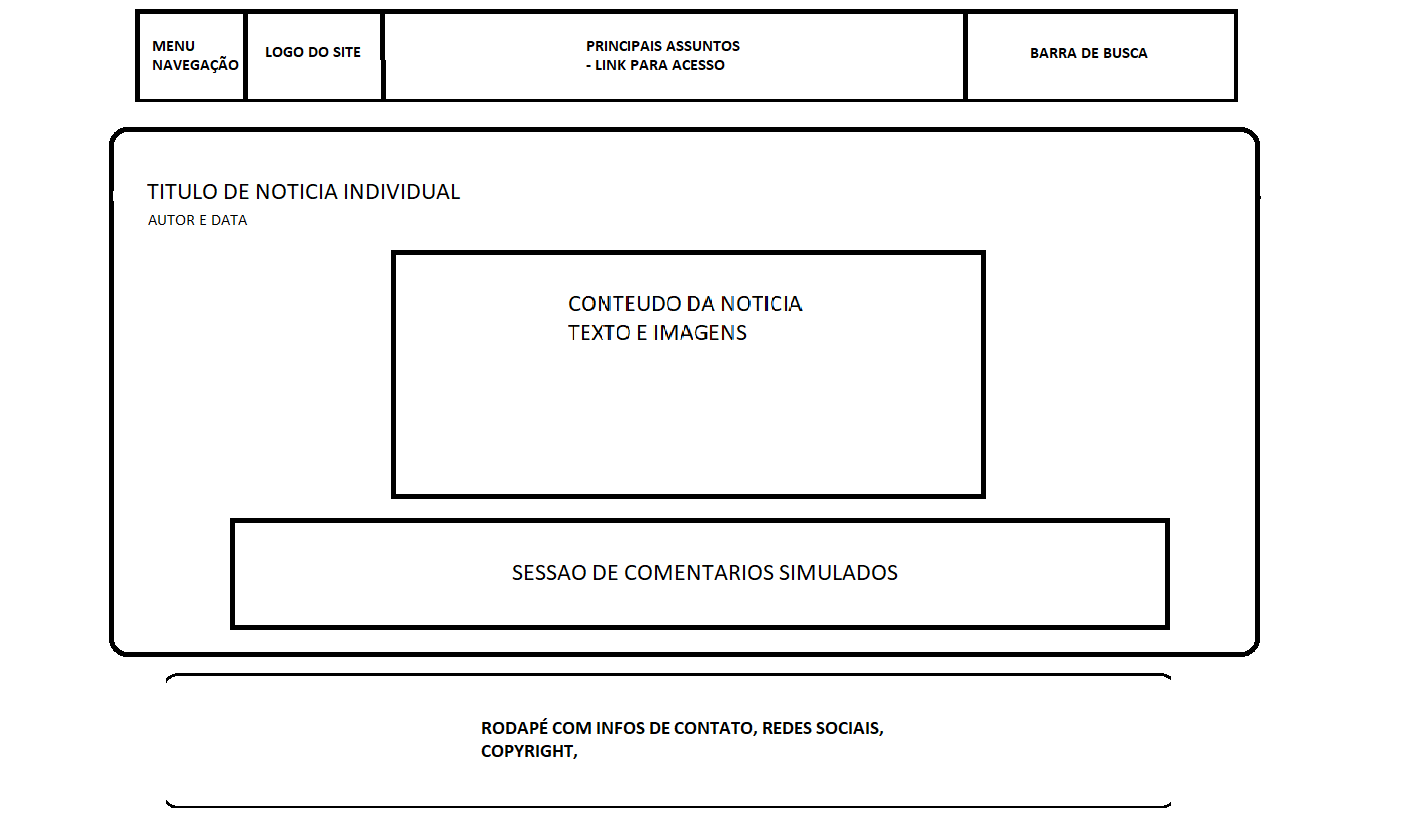 MENU
NAVEGAÇÃO
LOGO DO SITE
PRINCIPAIS ASSUNTOS
- LINK PARA ACESSO
BARRA DE BUSCA
TITULO DE NOTICIA INDIVIDUAL
AUTOR E DATA
CONTEUDO DA NOTICIA
TEXTO E IMAGENS
SESSAO DE COMENTARIOS SIMULADOS
RODAPÉ COM INFOS DE CONTATO, REDES SOCIAIS,
COPYRIGHT,